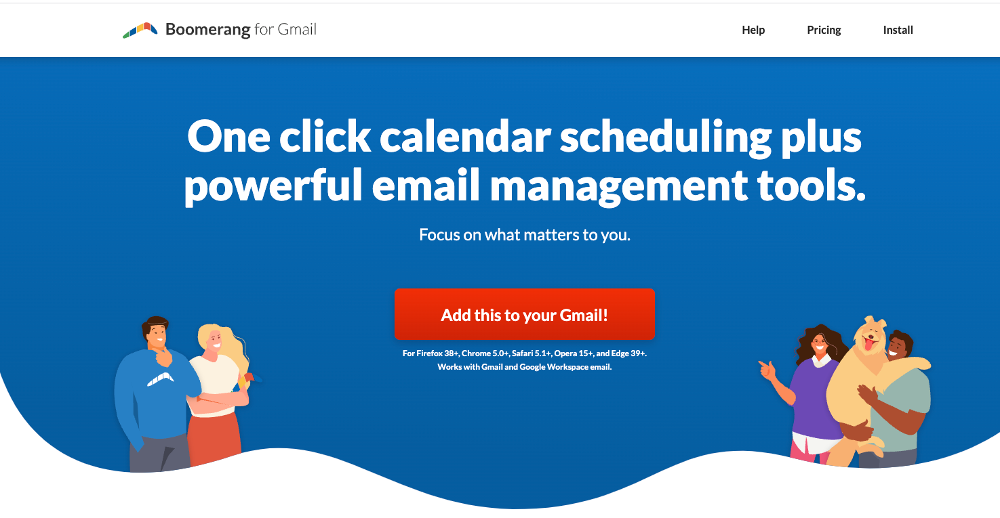 Boomerang for Gmail
Help
Pricing
Install
One click calendar scheduling plus
powerful email management tools.
Focus on what matters to you.
Add this to your Gmail!
For Firefox 38+, Chrome 5.0+, Safari 5.1+, Opera 15+, and Edge 39+.
Works with Gmail and Google Workspace email.